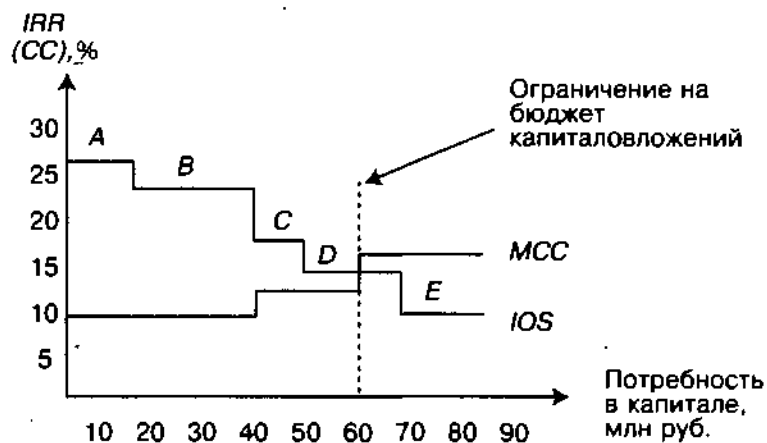 IRR
(CC),%
Ограничение на
бюджет
капиталовложений
30
A
25
B
20
C
D
MCC
15
E
10
IOS
5
Потребность
в капитале,
млн руб.
10 20 30 40 50 60 70 80 90